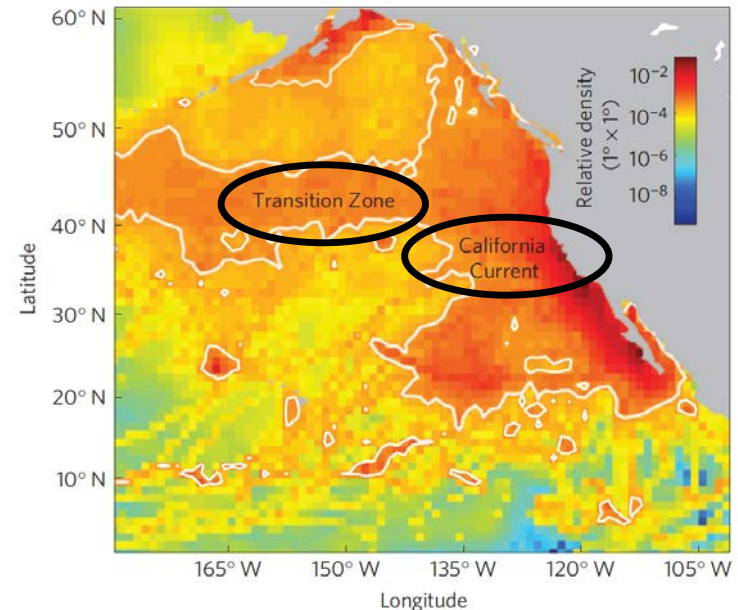 60° N
50° N
40° N
30° N
20° N
10° N
Latitude
Transition Zone
California
Current
Relative density
(1° × 1°)
10⁻²
10⁻⁴
10⁻⁶
10⁻⁸
165° W
150° W
135° W
120° W
105° W
Longitude